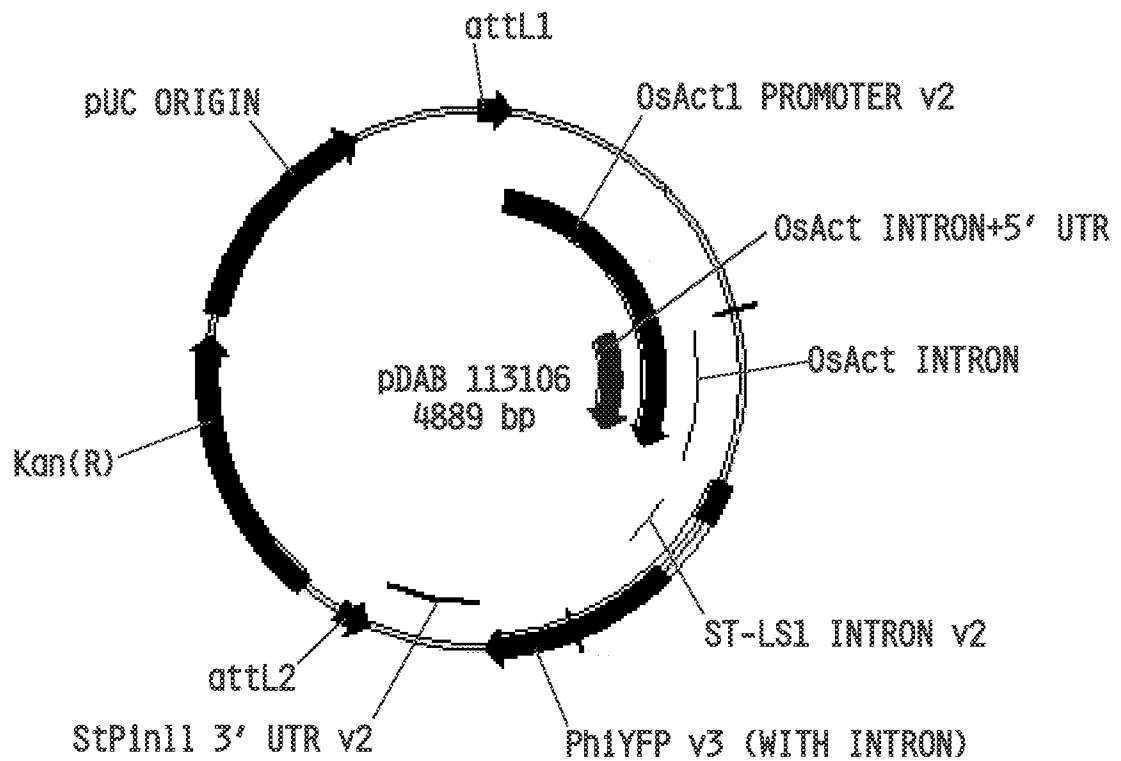 attL1
pUC ORIGIN
OsAct1 PROMOTER v2
OsAct INTRON+5' UTR
OsAct INTRON
pDAB 113106
4889 bp
Kan(R)
ST-LS1 INTRON v2
attL2
StPin11 3' UTR v2
PhiYFP v3 (WITH INTRON)